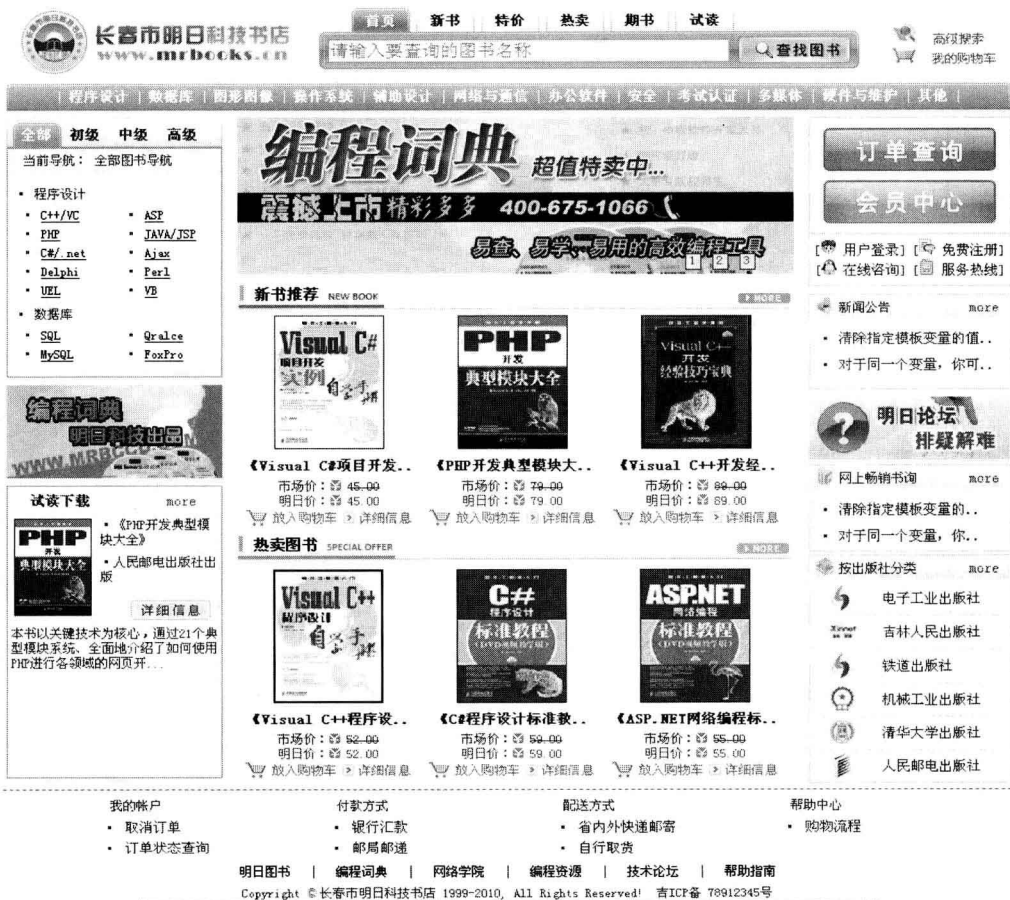 长春市明日科技书店
www.mrbooks.cn
首页 新书 特价 热卖 期书 试读
请输入要查询的图书名称
查找图书
高级搜索
我的购物车
| 程序设计 | 数据库 | 图形图像 | 操作系统 | 辅助设计 | 网络与通信 | 办公软件 | 安全 | 考试认证 | 多媒体 | 硬件与维护 | 其他 |
全部 初级 中级 高级
当前导航： 全部图书导航
程序设计
C++/VC ASP
PHP JAVA/JSP
C#/.net Ajax
Delphi Perl
UEL VB
数据库
SQL Qralce
MySQL FoxPro
编程词典
明日科技出品
试读下载 more
PHP
开发
典型模块大全
《PHP开发典型模块大全》
人民邮电出版社出版
详细信息
本书以关键技术为核心，通过21个典
型模块系统、全面地介绍了如何使用
PHP进行各领域的网页开...
编程词典 超值特卖中...
震撼上市 精彩多多 400-675-1066
易查、易学、易用的高效编程工具
1 2 3
新书推荐 NEW BOOK MORE
Visual C#
项目开发
实例
自学手册
PHP
开发
典型模块大全
Visual C++
开发
经验技巧宝典
《Visual C#项目开发.. 《PHP开发典型模块大.. 《Visual C++开发经..
市场价： 45.00 市场价： 79.00 市场价： 89.00
明日价： 45.00 明日价： 79.00 明日价： 89.00
放入购物车 详细信息 放入购物车 详细信息 放入购物车 详细信息
热卖图书 SPECIAL OFFER MORE
Visual C++
程序设计
自学手册
C#
程序设计
标准教程
(DVD视频教学版)
ASP.NET
网络编程
标准教程
(DVD视频教学版)
《Visual C++程序设.. 《C#程序设计标准教.. 《ASP.NET网络编程标..
市场价： 52.00 市场价： 59.00 市场价： 55.00
明日价： 52.00 明日价： 59.00 明日价： 55.00
放入购物车 详细信息 放入购物车 详细信息 放入购物车 详细信息
订单查询
会员中心
[用户登录] [免费注册]
[在线咨询] [服务热线]
新闻公告 more
清除指定模板变量的值..
对于同一个变量，你可..
明日论坛
排疑解难
网上畅销书询 more
清除指定模板变量的..
对于同一个变量，你..
按出版社分类 more
电子工业出版社
吉林人民出版社
铁道出版社
机械工业出版社
清华大学出版社
人民邮电出版社
我的帐户 付款方式 配送方式 帮助中心
取消订单 银行汇款 省内外快递邮寄 购物流程
订单状态查询 邮局邮递 自行取货
明日图书 | 编程词典 | 网络学院 | 编程资源 | 技术论坛 | 帮助指南
Copyright ©长春市明日科技书店 1999-2010, All Rights Reserved! 吉ICP备 78912345号